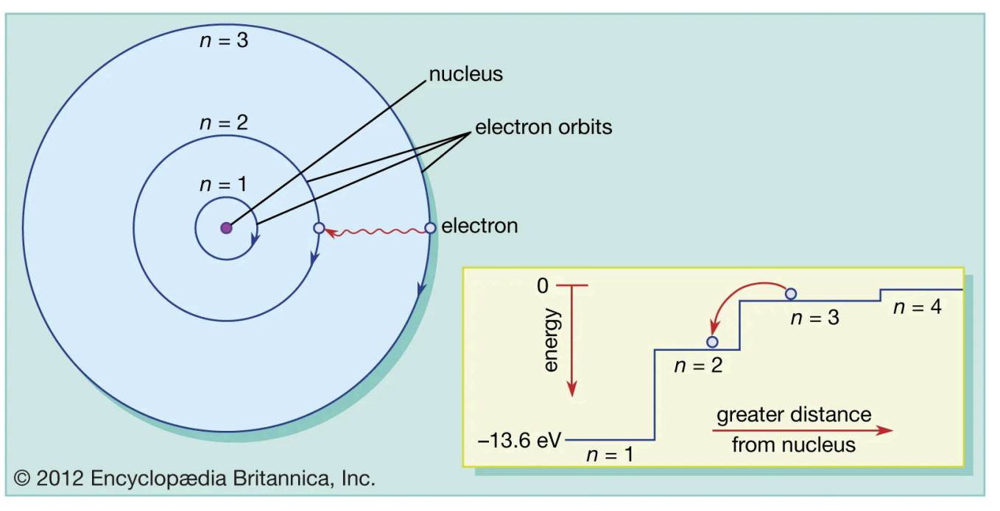 n = 3
nucleus
n = 2
electron orbits
n = 1
electron
0
energy
n = 4
n = 3
n = 2
greater distance
from nucleus
–13.6 eV
n = 1
© 2012 Encyclopædia Britannica, Inc.